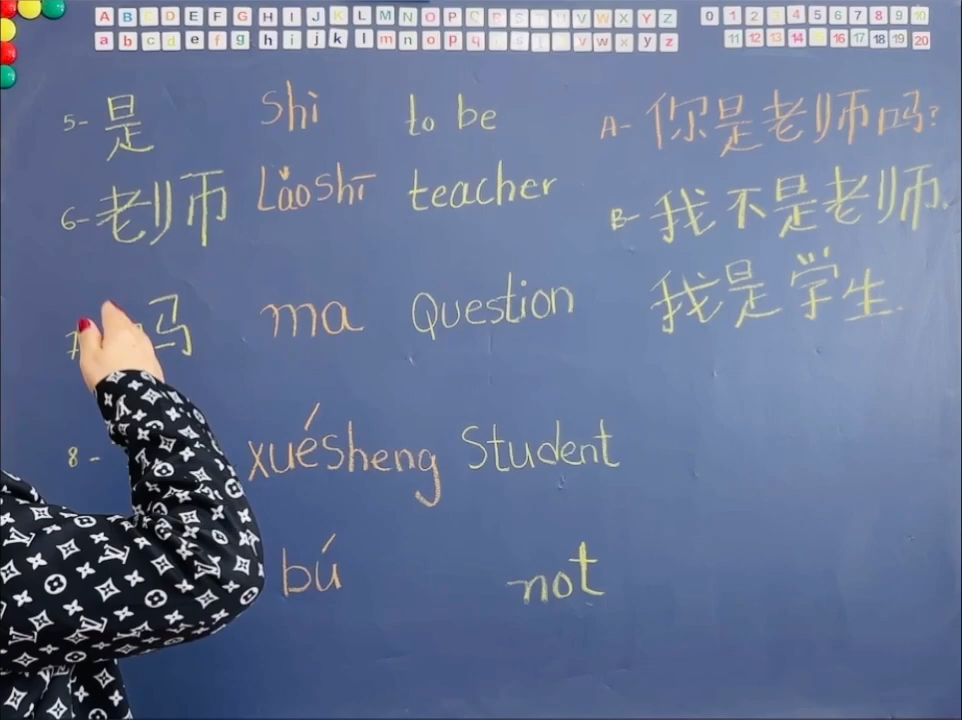 A B C D E F G H I J K L M N O P Q R S T U V W X Y Z 0 1 2 3 4 5 6 7 8 9 10
a b c d e f g h i j k l m n o p q r s t u v w x y z 11 12 13 14 15 16 17 18 19 20
5- 是 shì to be A- 你是老师吗?
6- 老师 Lǎoshī teacher B- 我不是老师.
吗 ma Question 我是学生.
8 - xuésheng Student
bú not